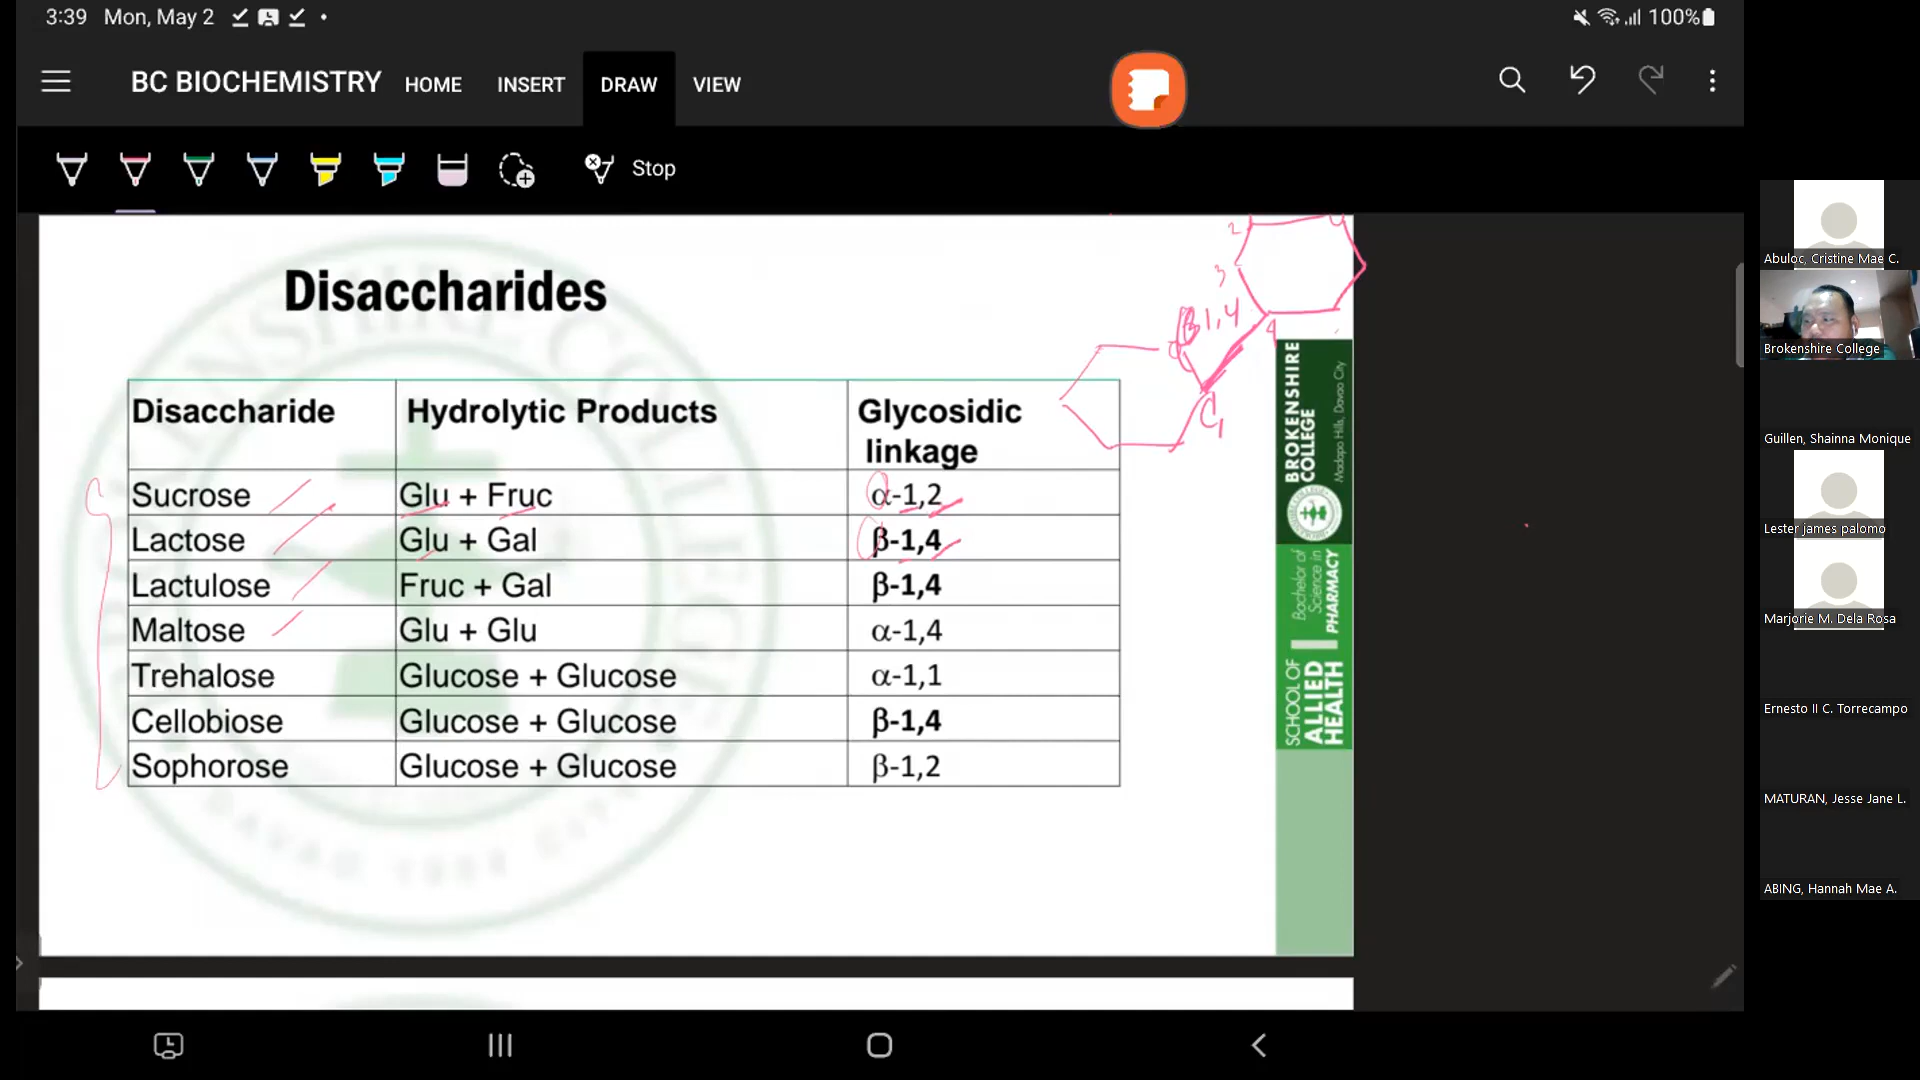 3:39 Mon, May 2
100%
BC BIOCHEMISTRY HOME INSERT DRAW VIEW
Stop
Disaccharides
2
3
β1,4
4
C1
Disaccharide Hydrolytic Products Glycosidic linkage
Sucrose Glu + Fruc α-1,2
Lactose Glu + Gal β-1,4
Lactulose Fruc + Gal β-1,4
Maltose Glu + Glu α-1,4
Trehalose Glucose + Glucose α-1,1
Cellobiose Glucose + Glucose β-1,4
Sophorose Glucose + Glucose β-1,2
BROKENSHIRE
COLLEGE
Madapo Hills, Davao City
Bachelor of
Science in
PHARMACY
SCHOOL OF
ALLIED
HEALTH
Abuloc, Cristine Mae C.
Brokenshire College
Guillen, Shainna Monique
Lester james palomo
Marjorie M. Dela Rosa
Ernesto II C. Torrecampo
MATURAN, Jesse Jane L.
ABING, Hannah Mae A.